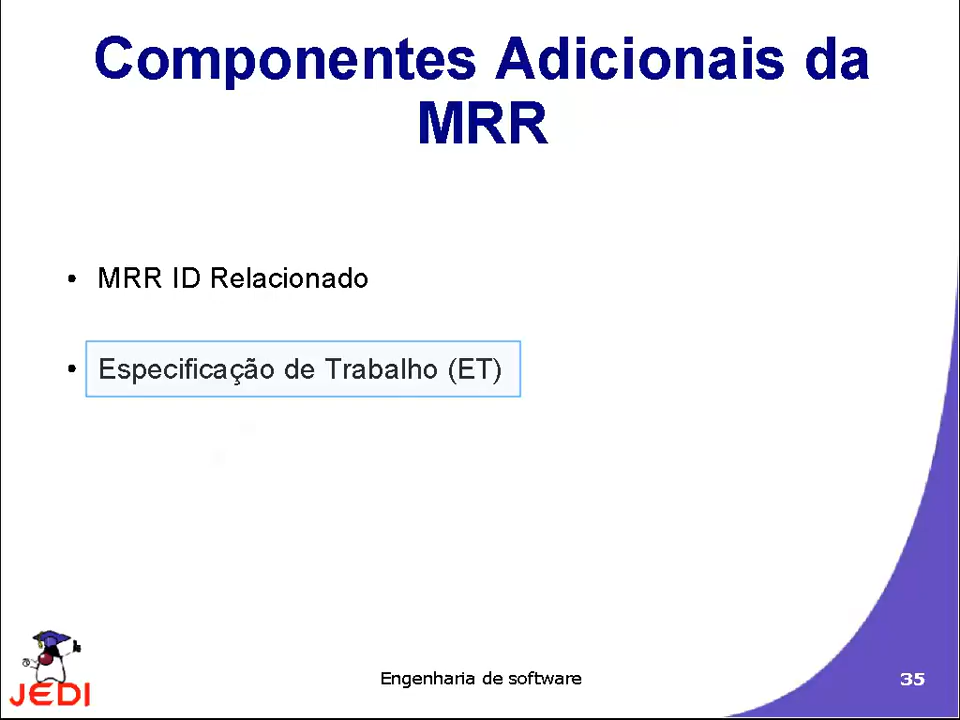 Componentes Adicionais da
MRR
• MRR ID Relacionado
• Especificação de Trabalho (ET)
JEDI
Engenharia de software
35